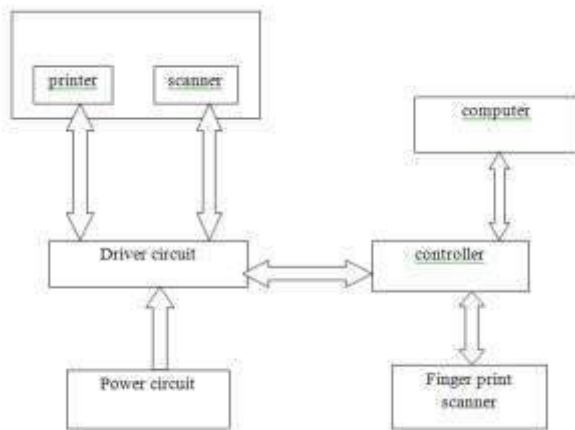 printer
scanner
computer
Driver circuit
controller
Power circuit
Finger print
scanner